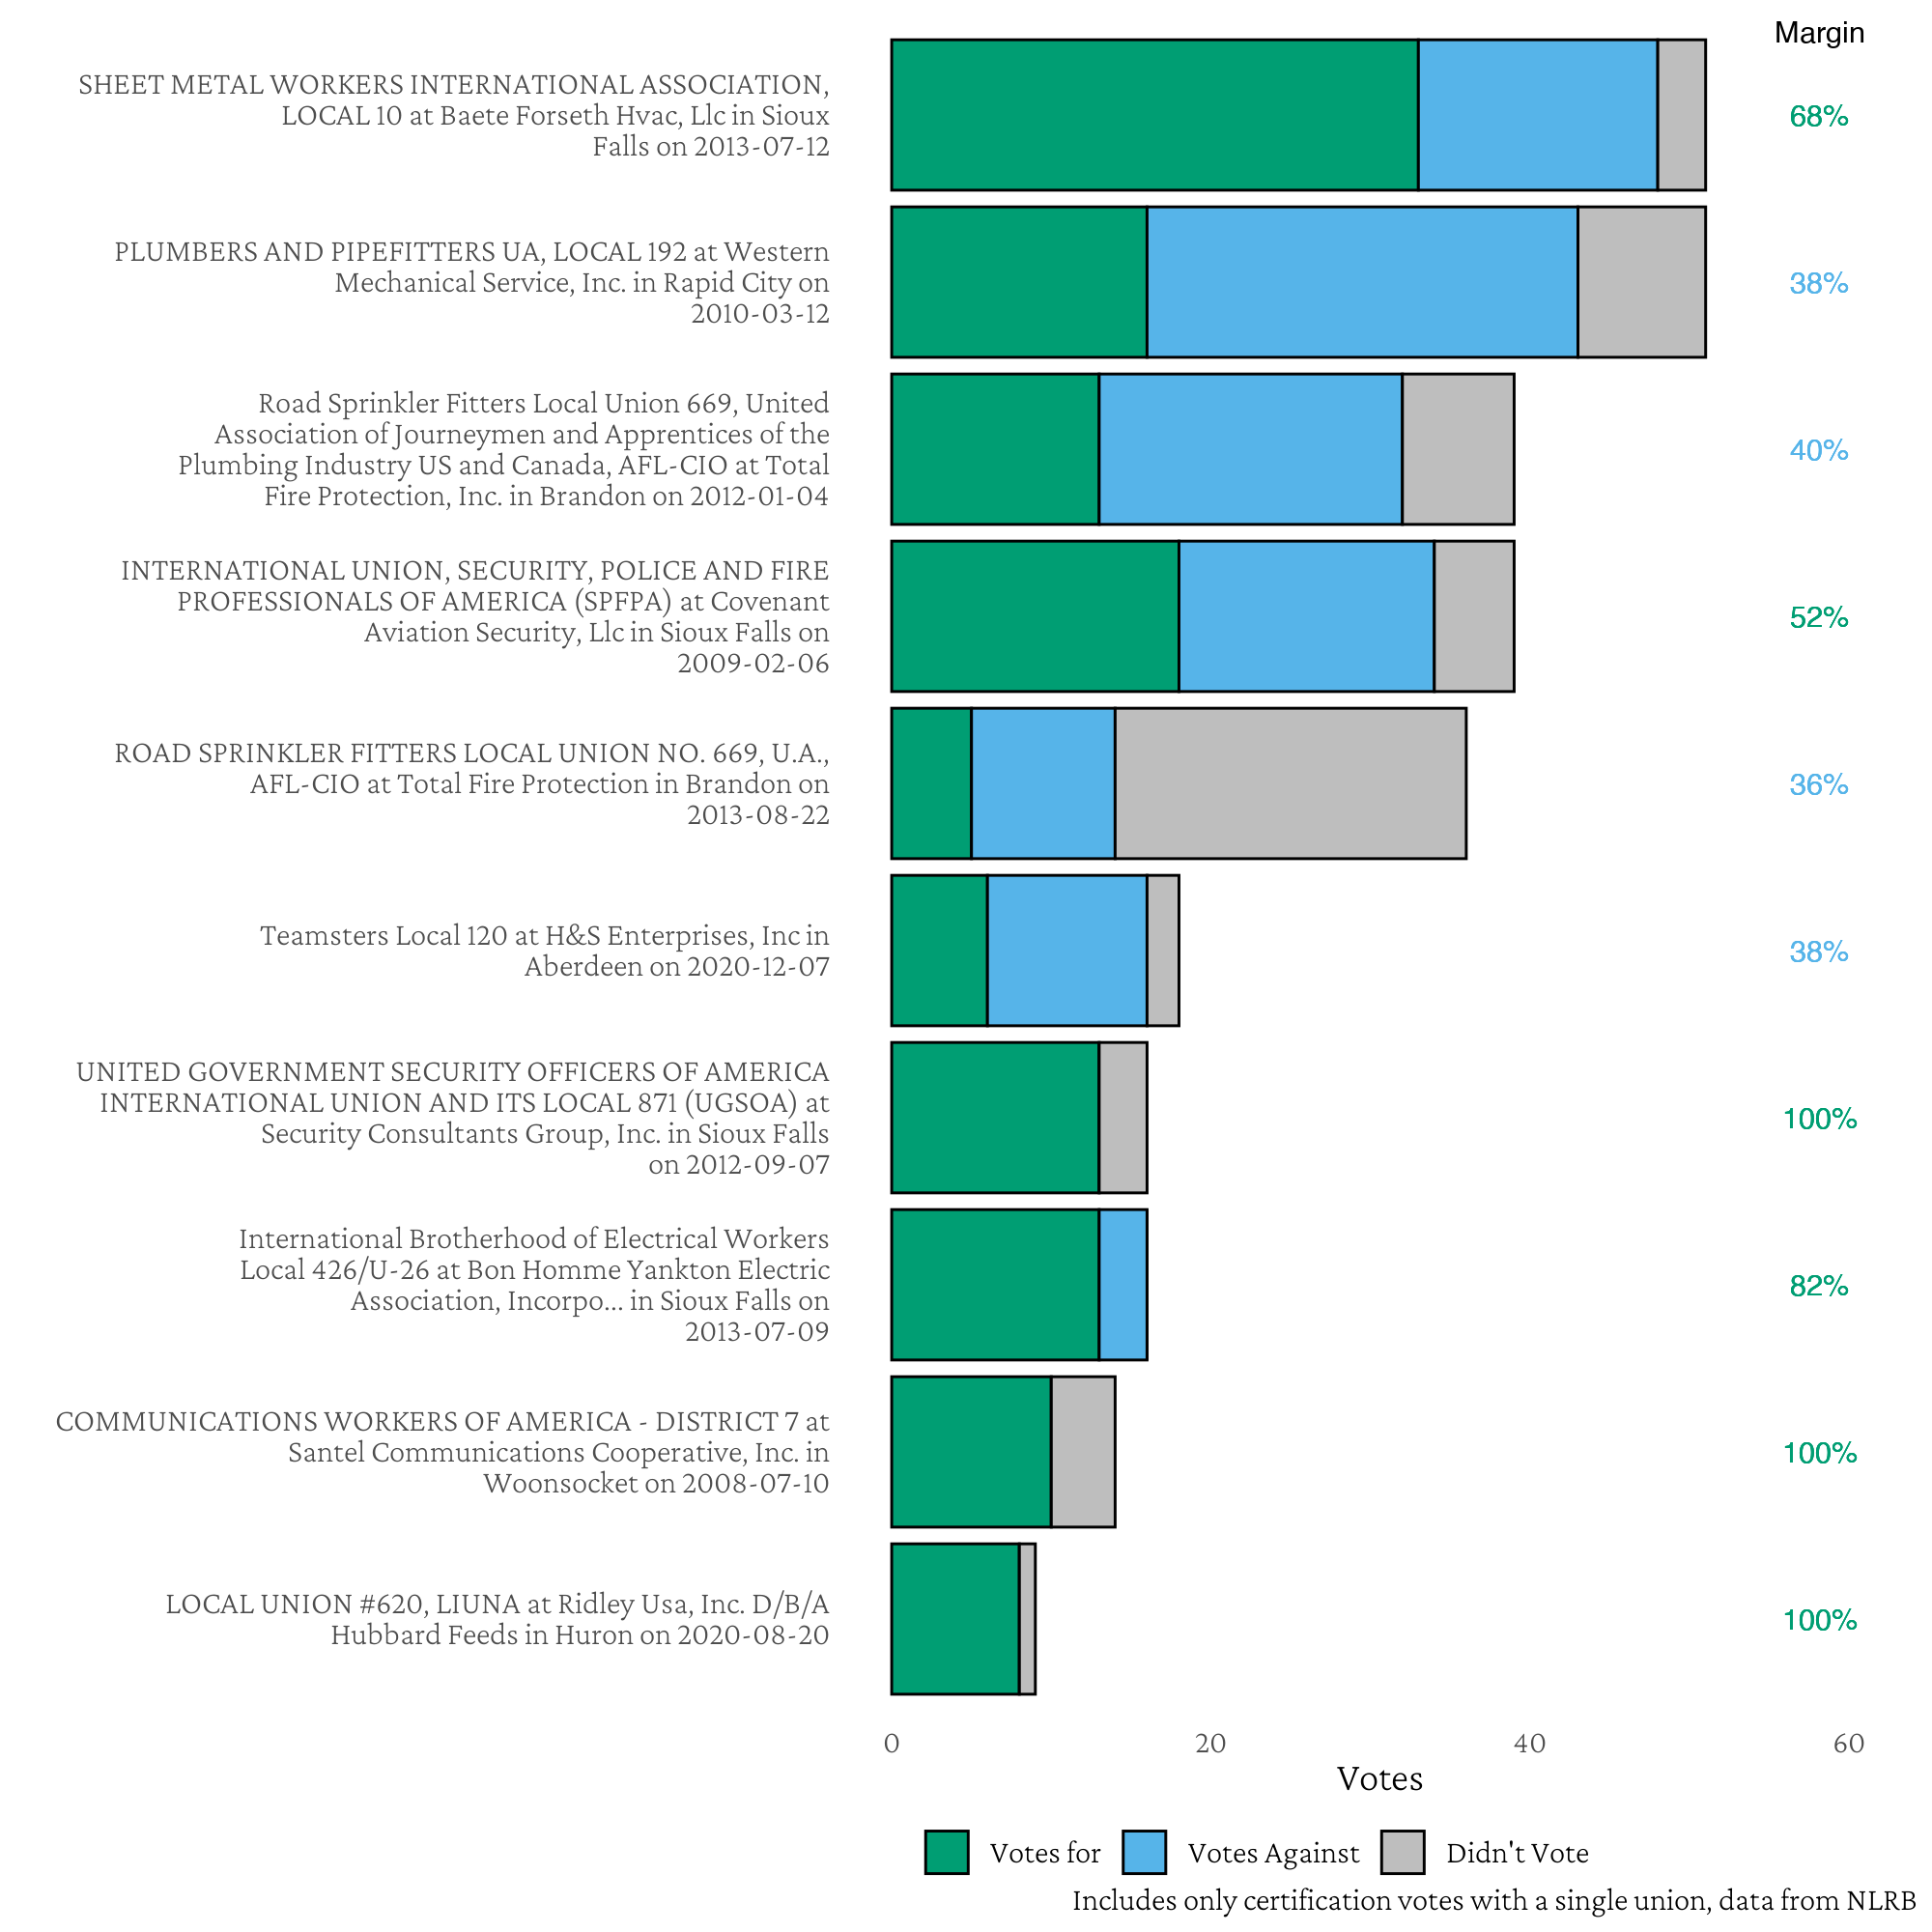 Margin
SHEET METAL WORKERS INTERNATIONAL ASSOCIATION,
LOCAL 10 at Baete Forseth Hvac, Llc in Sioux
Falls on 2013-07-12
68%
PLUMBERS AND PIPEFITTERS UA, LOCAL 192 at Western
Mechanical Service, Inc. in Rapid City on
2010-03-12
38%
Road Sprinkler Fitters Local Union 669, United
Association of Journeymen and Apprentices of the
Plumbing Industry US and Canada, AFL-CIO at Total
Fire Protection, Inc. in Brandon on 2012-01-04
40%
INTERNATIONAL UNION, SECURITY, POLICE AND FIRE
PROFESSIONALS OF AMERICA (SPFPA) at Covenant
Aviation Security, Llc in Sioux Falls on
2009-02-06
52%
ROAD SPRINKLER FITTERS LOCAL UNION NO. 669, U.A.,
AFL-CIO at Total Fire Protection in Brandon on
2013-08-22
36%
Teamsters Local 120 at H&S Enterprises, Inc in
Aberdeen on 2020-12-07
38%
UNITED GOVERNMENT SECURITY OFFICERS OF AMERICA
INTERNATIONAL UNION AND ITS LOCAL 871 (UGSOA) at
Security Consultants Group, Inc. in Sioux Falls
on 2012-09-07
100%
International Brotherhood of Electrical Workers
Local 426/U-26 at Bon Homme Yankton Electric
Association, Incorpo... in Sioux Falls on
2013-07-09
82%
COMMUNICATIONS WORKERS OF AMERICA - DISTRICT 7 at
Santel Communications Cooperative, Inc. in
Woonsocket on 2008-07-10
100%
LOCAL UNION #620, LIUNA at Ridley Usa, Inc. D/B/A
Hubbard Feeds in Huron on 2020-08-20
100%
0 20 40 60
Votes
Votes for Votes Against Didn't Vote
Includes only certification votes with a single union, data from NLRB